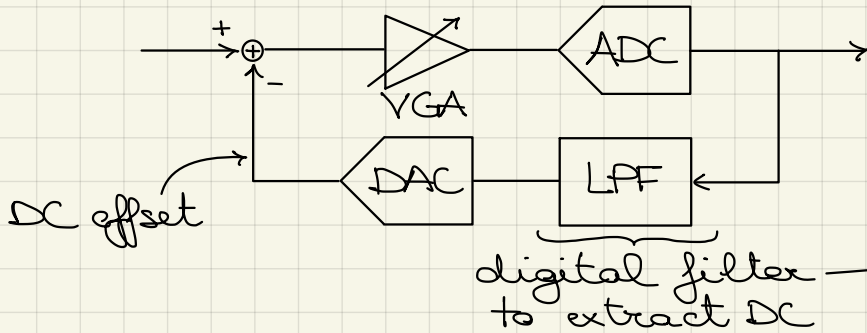 +
-
VGA
ADC
DAC
LPF
DC offset
digital filter
to extract DC